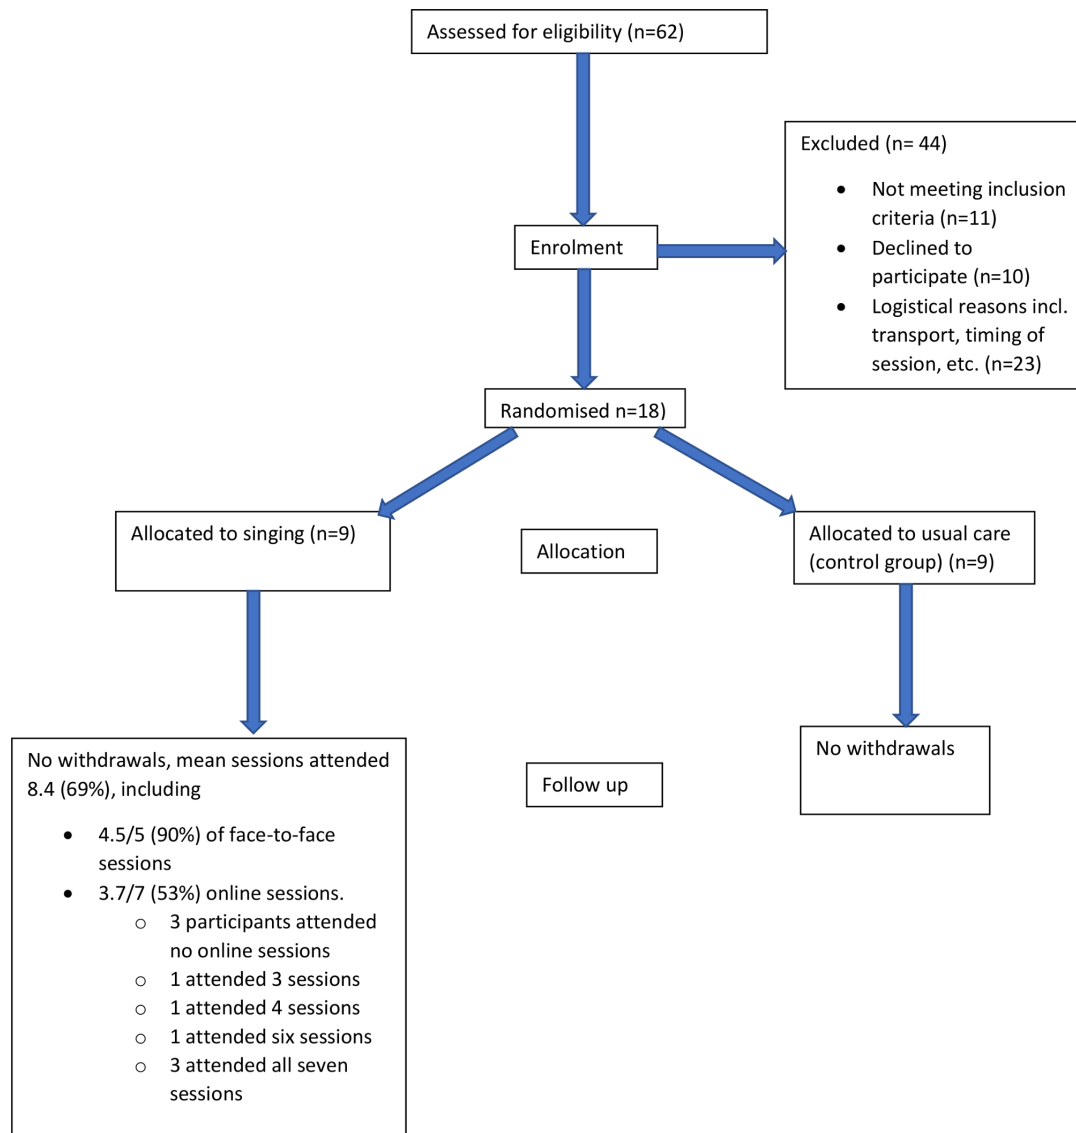 Assessed for eligibility (n=62)
Excluded (n= 44)
• Not meeting inclusion
criteria (n=11)
• Declined to
participate (n=10)
• Logistical reasons incl.
transport, timing of
session, etc. (n=23)
Enrolment
Randomised n=18)
Allocated to singing (n=9)
Allocation
Allocated to usual care
(control group) (n=9)
No withdrawals, mean sessions attended
8.4 (69%), including
• 4.5/5 (90%) of face-to-face
sessions
• 3.7/7 (53%) online sessions.
o 3 participants attended
no online sessions
o 1 attended 3 sessions
o 1 attended 4 sessions
o 1 attended six sessions
o 3 attended all seven
sessions
Follow up
No withdrawals